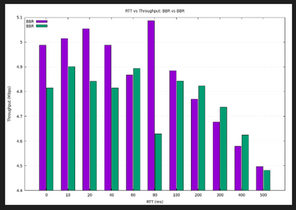 RTT vs Throughput: BBR vs BBR
5.1
BBR
BBR
5
4.9
4.8
4.7
4.6
4.5
4.4
Throughput (Mbps)
0 10 20 40 60 80 100 200 300 400 500
RTT (ms)